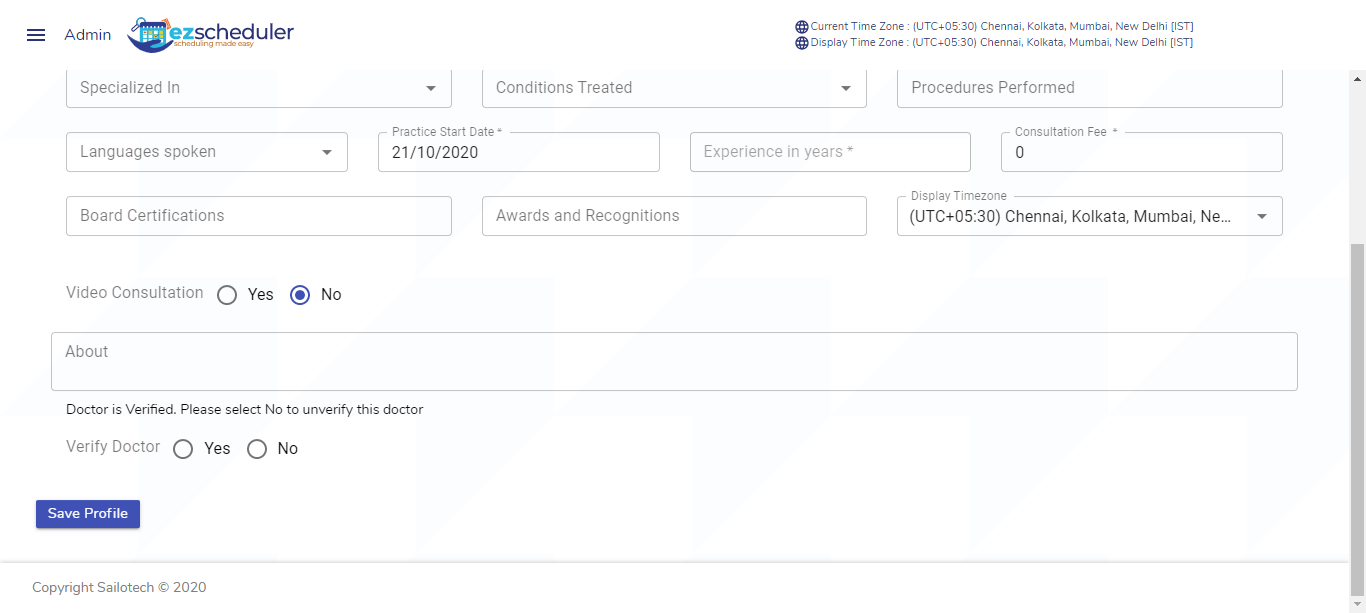 Admin
ezscheduler
scheduling made easy
Current Time Zone : (UTC+05:30) Chennai, Kolkata, Mumbai, New Delhi [IST]
Display Time Zone : (UTC+05:30) Chennai, Kolkata, Mumbai, New Delhi [IST]
Specialized In
Conditions Treated
Procedures Performed
Languages spoken
Practice Start Date *
21/10/2020
Experience in years *
Consultation Fee *
0
Board Certifications
Awards and Recognitions
Display Timezone
(UTC+05:30) Chennai, Kolkata, Mumbai, Ne...
Video Consultation Yes No
About
Doctor is Verified. Please select No to unverify this doctor
Verify Doctor Yes No
Save Profile
Copyright Sailotech © 2020